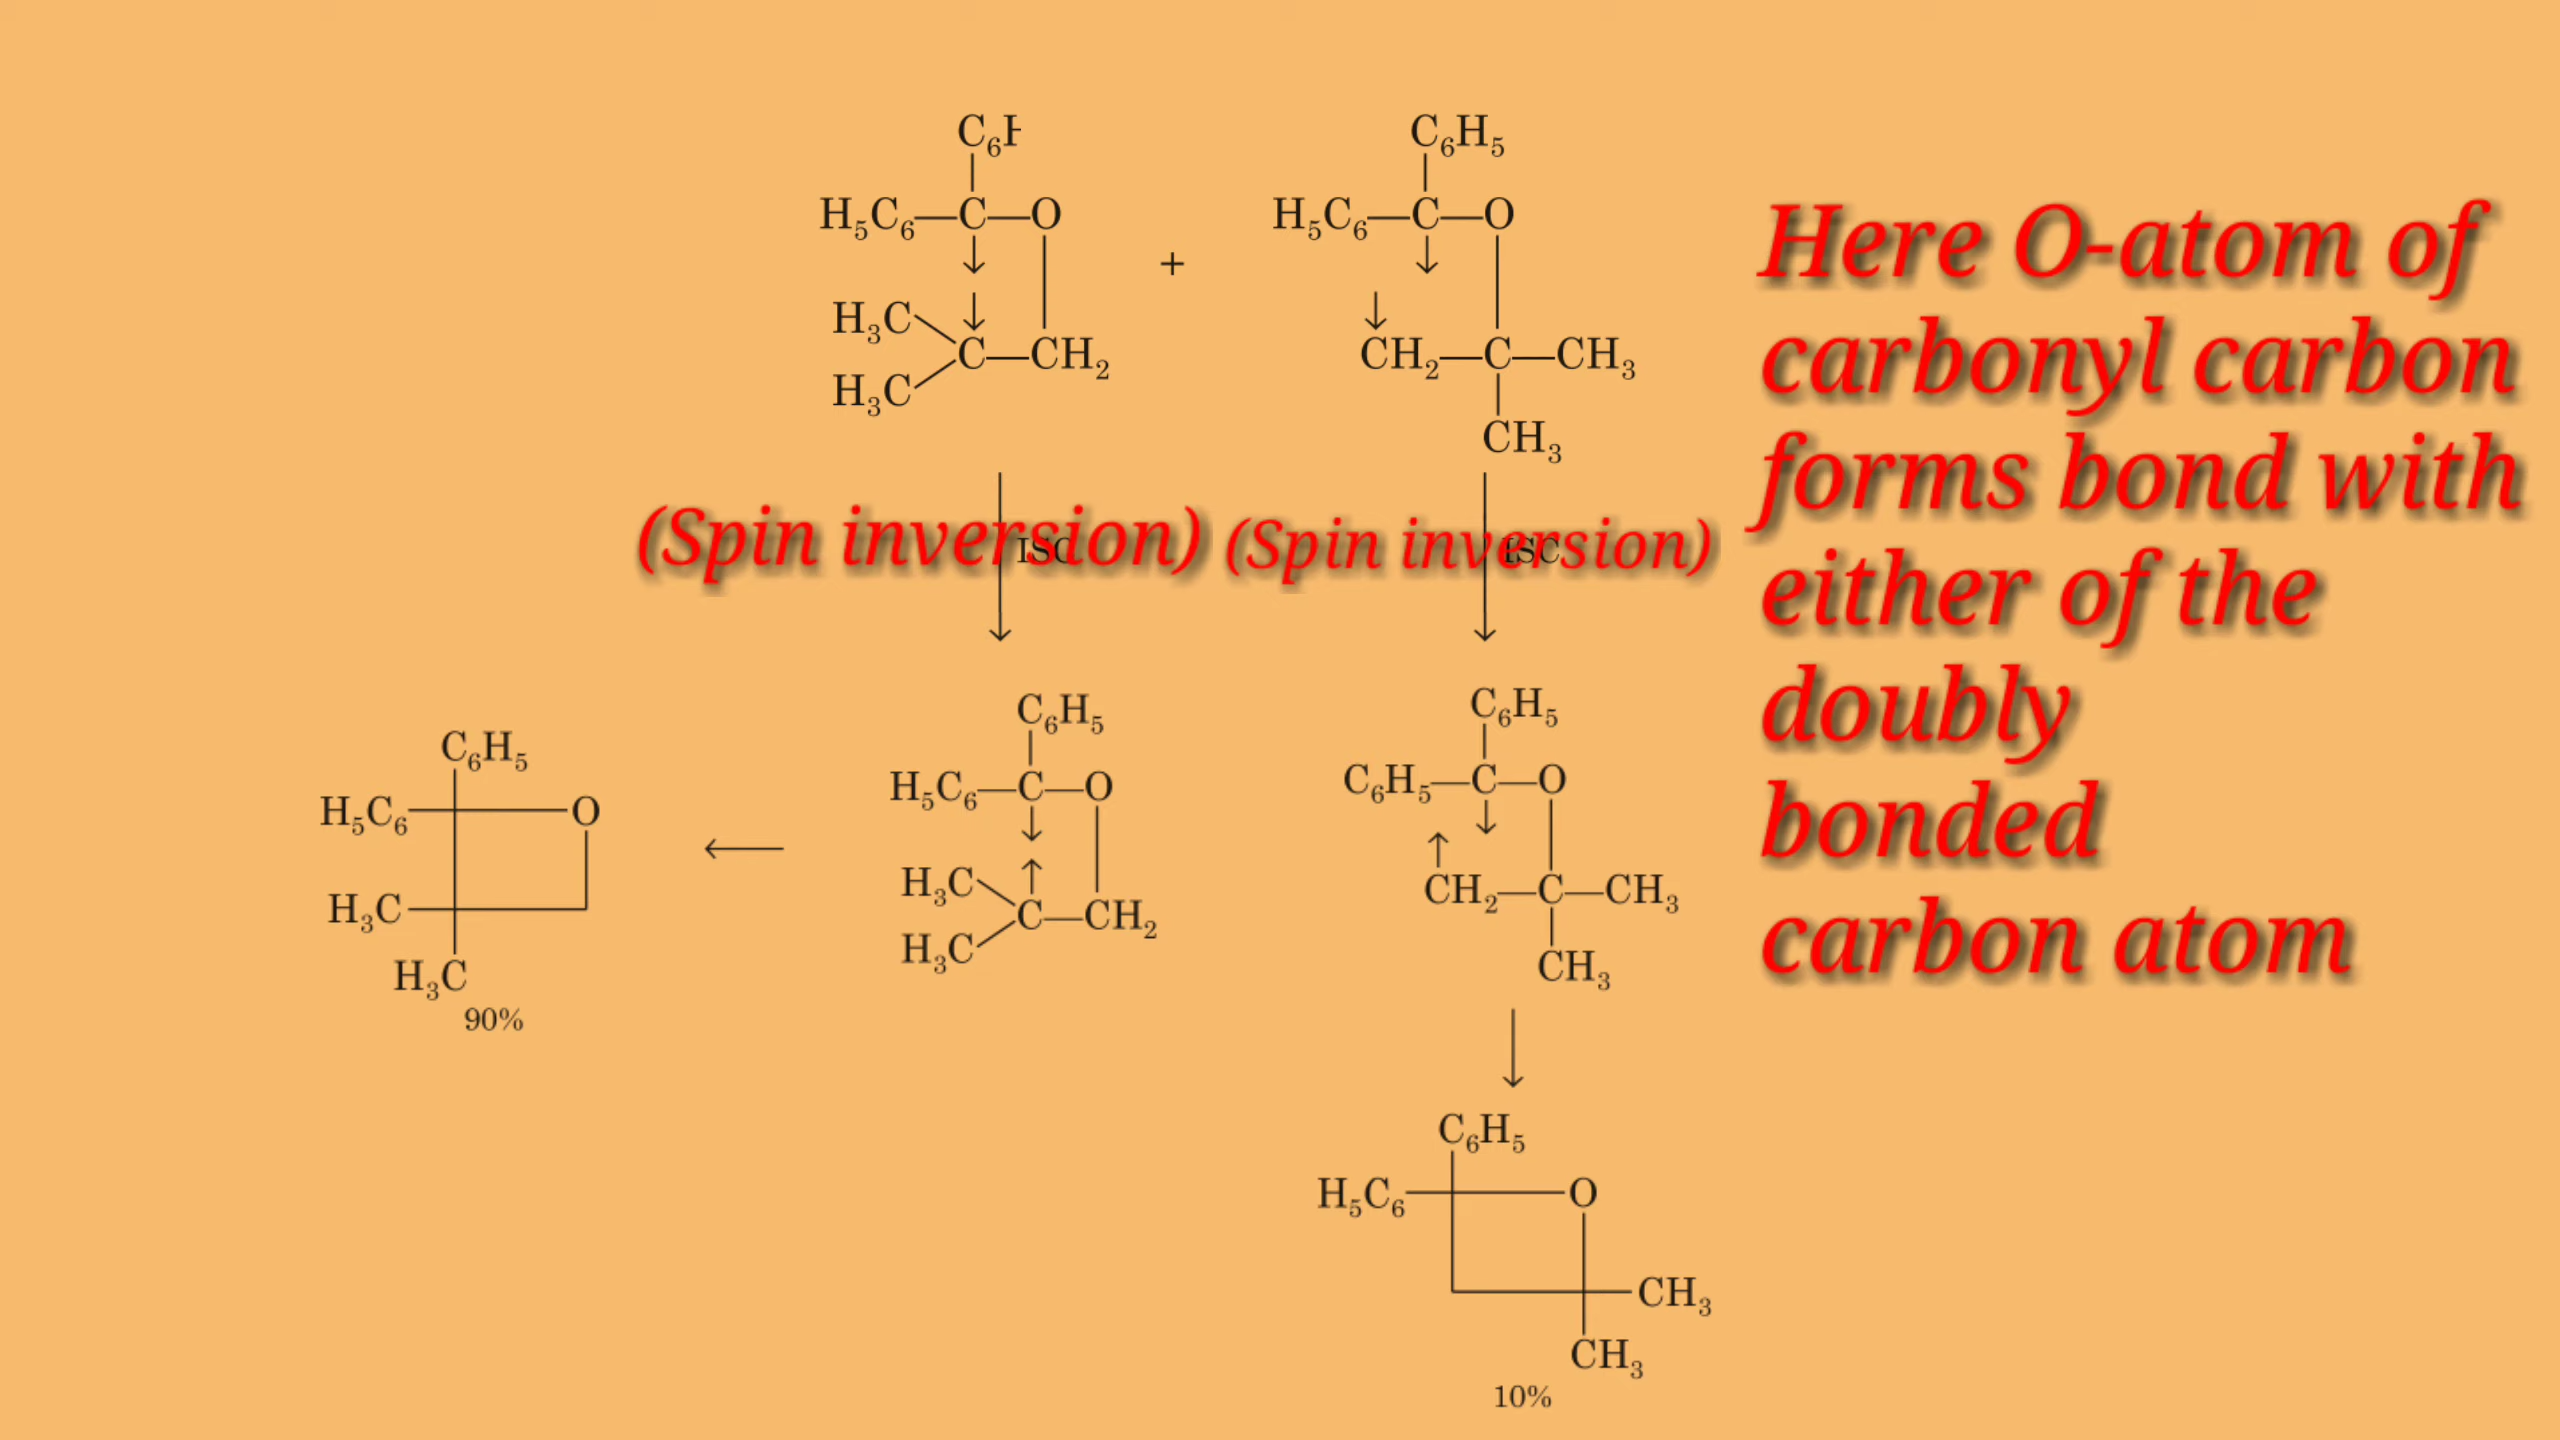 C6H C6H5
H5C6—C—O + H5C6—C—O
H3C
H3C C—CH2 CH2—C—CH3
CH3
(Spin inversion) ISC (Spin inversion) ISC
C6H5 C6H5
C6H5 H5C6—C—O C6H5—C—O
H5C6 O
H3C H3C CH2—C—CH3
H3C C—CH2
H3C CH3
90%
C6H5
H5C6 O
CH3
CH3
10%
Here O-atom of
carbonyl carbon
forms bond with
either of the
doubly
bonded
carbon atom